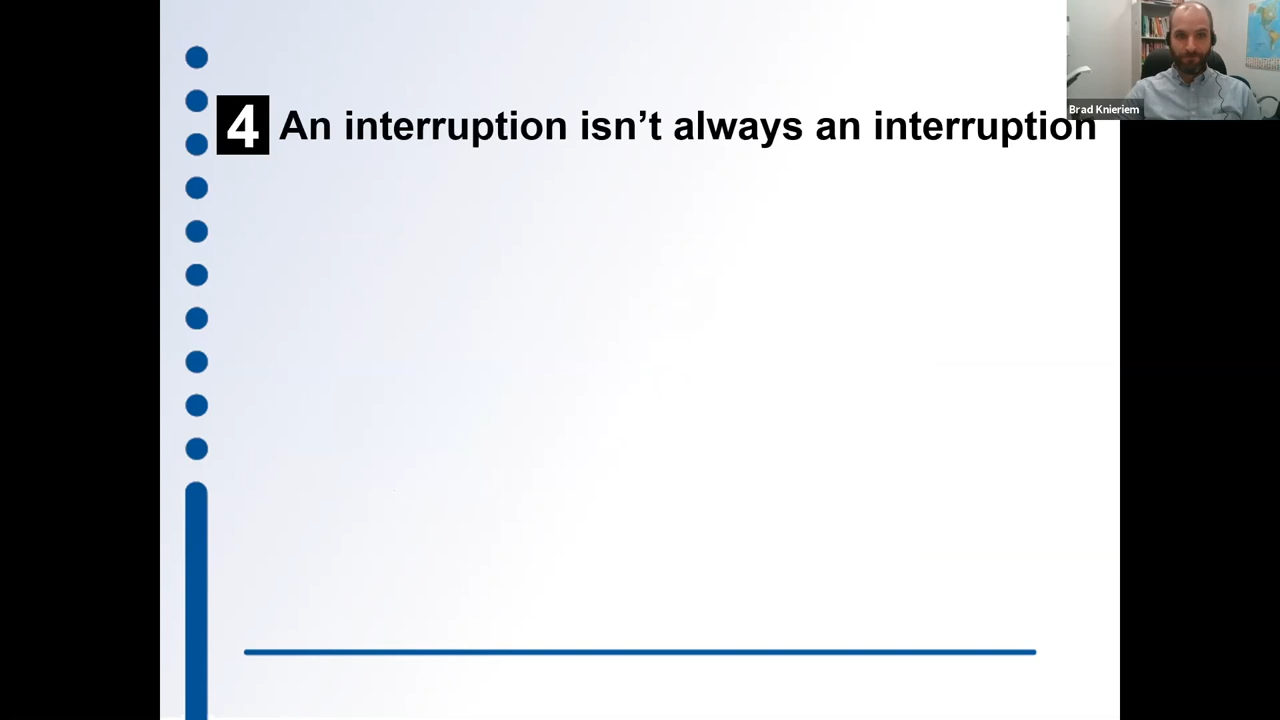 4 An interruption isn’t always an interruption
Brad Knieriem